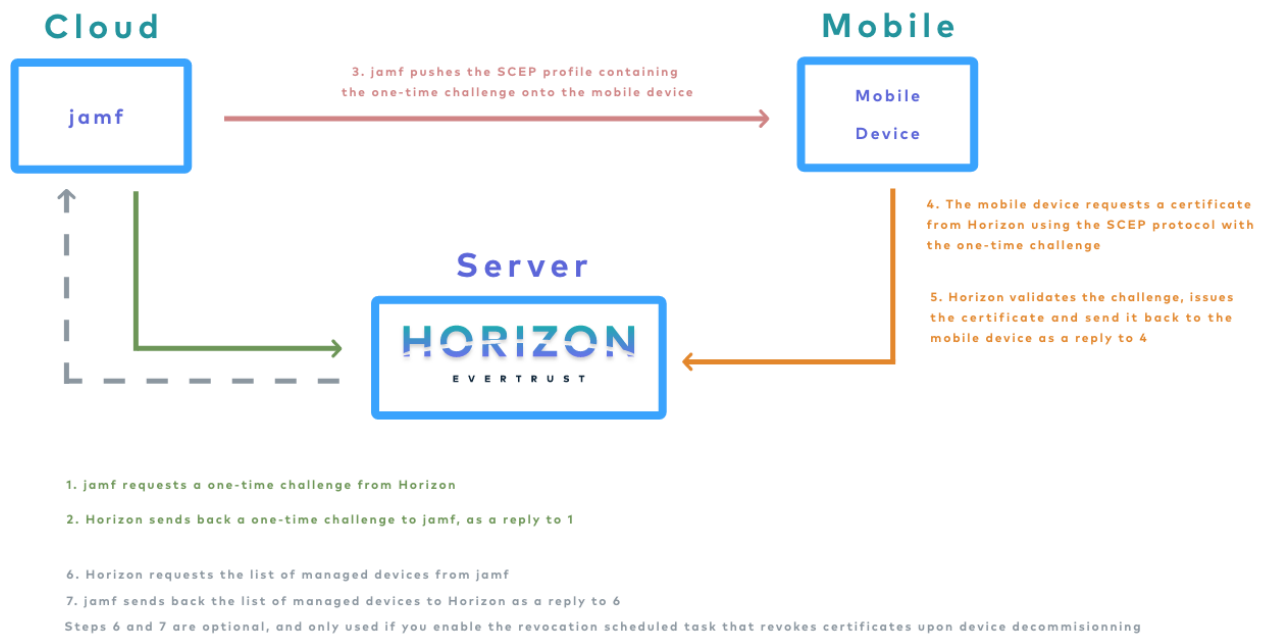 Cloud
Mobile
jamf
3. jamf pushes the SCEP profile containing
the one-time challenge onto the mobile device
Mobile
Device
4. The mobile device requests a certificate
from Horizon using the SCEP protocol with
the one-time challenge
Server
5. Horizon validates the challenge, issues
the certificate and send it back to the
mobile device as a reply to 4
HORIZON
EVERTRUST
1. jamf requests a one-time challenge from Horizon
2. Horizon sends back a one-time challenge to jamf, as a reply to 1
6. Horizon requests the list of managed devices from jamf
7. jamf sends back the list of managed devices to Horizon as a reply to 6
Steps 6 and 7 are optional, and only used if you enable the revocation scheduled task that revokes certificates upon device decommisionning